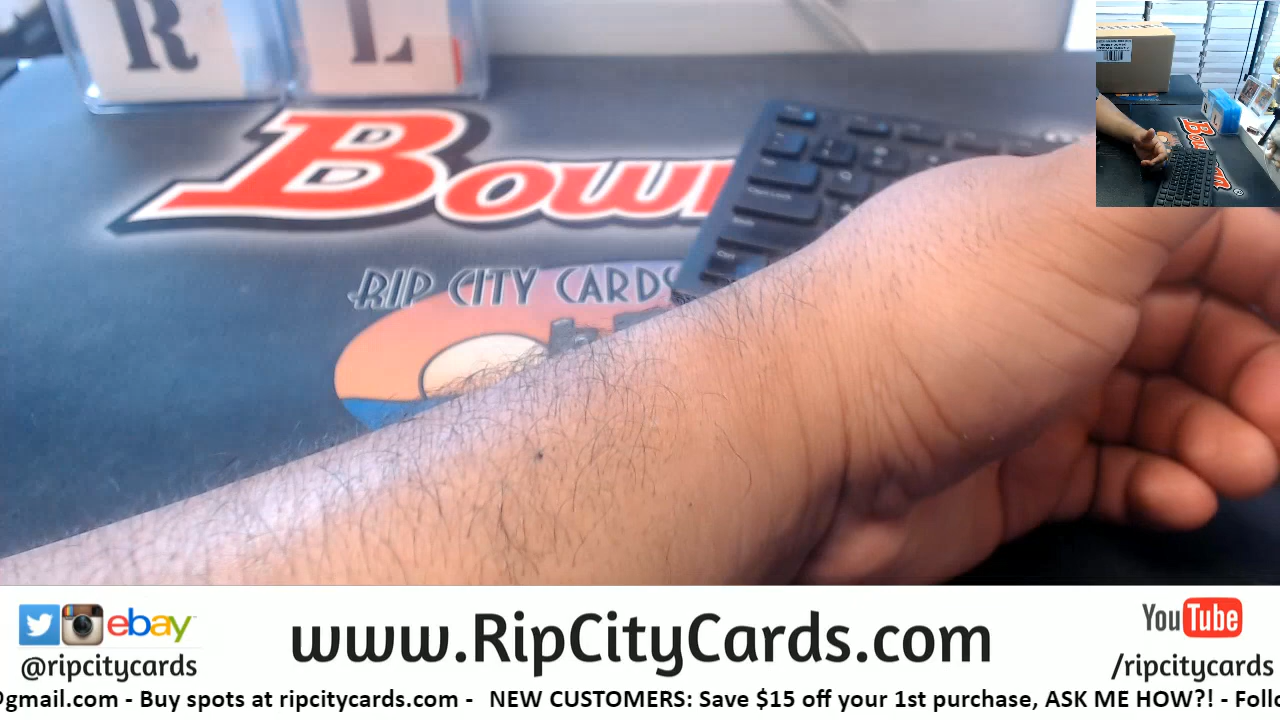 R L
BOWM
RIP CITY CARDS
ebay
@ripcitycards
www.RipCityCards.com
YouTube
/ripcitycards
@gmail.com - Buy spots at ripcitycards.com - NEW CUSTOMERS: Save $15 off your 1st purchase, ASK ME HOW?! - Follo